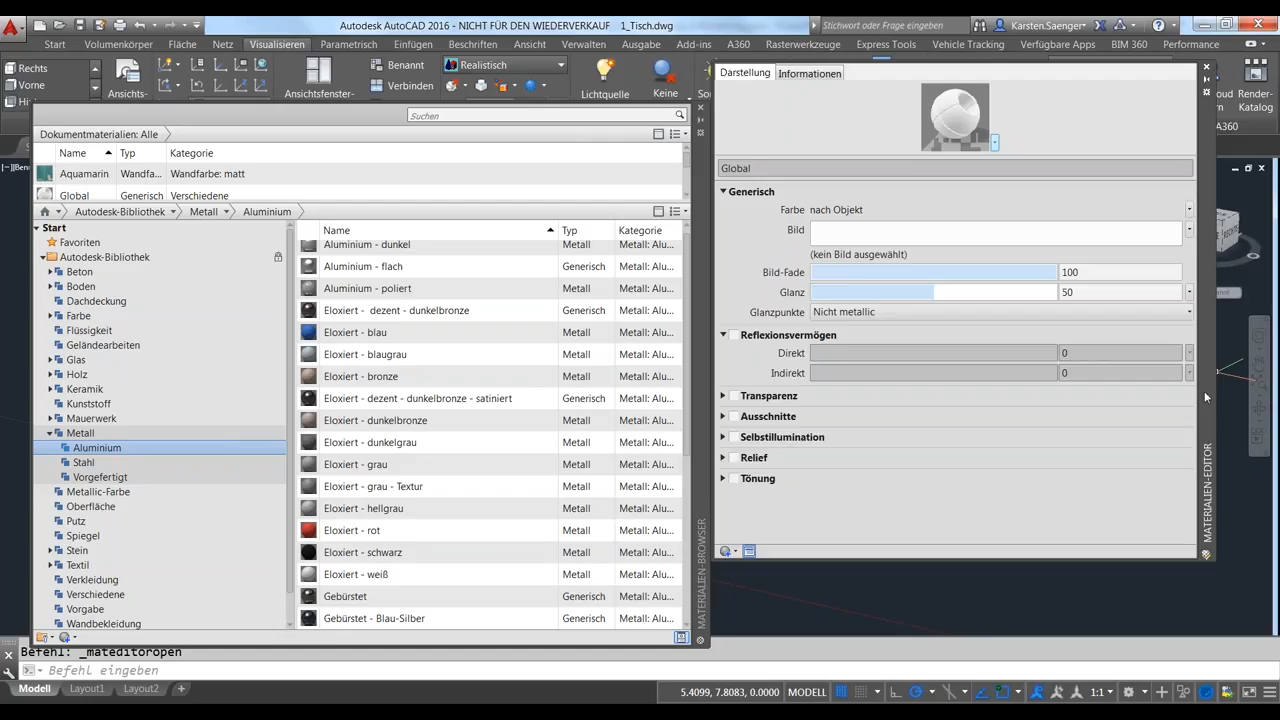 Autodesk AutoCAD 2016 - NICHT FÜR DEN WIEDERVERKAUF 1_Tisch.dwg
Stichwort oder Frage eingeben
Karsten.Saenger
Start Volumenkörper Fläche Netz Visualisieren Parametrisch Einfügen Beschriften Ansicht Verwalten Ausgabe Add-ins A360 Rasterwerkzeuge Express Tools Vehicle Tracking Verfügbare Apps BIM 360 Performance
Rechts
Vorne
Ansichts-
Ansichtsfenster-
Benannt
Verbinden
Realistisch
Lichtquelle
Keine
Render-
Katalog
A360
Suchen
Dokumentmaterialien: Alle
Name Typ Kategorie
Aquamarin Wandfa... Wandfarbe: matt
Global Generisch Verschiedene
Autodesk-Bibliothek Metall Aluminium
Start
Favoriten
Autodesk-Bibliothek
Beton
Boden
Dachdeckung
Farbe
Flüssigkeit
Geländearbeiten
Glas
Holz
Keramik
Kunststoff
Mauerwerk
Metall
Aluminium
Stahl
Vorgefertigt
Metallic-Farbe
Oberfläche
Putz
Spiegel
Stein
Textil
Verkleidung
Verschiedene
Vorgabe
Wandbekleidung
Name Typ Kategorie
Aluminium - dunkel Metall Metall: Alu...
Aluminium - flach Generisch Metall: Alu...
Aluminium - poliert Metall Metall: Alu...
Eloxiert - dezent - dunkelbronze Generisch Metall: Alu...
Eloxiert - blau Metall Metall: Alu...
Eloxiert - blaugrau Metall Metall: Alu...
Eloxiert - bronze Metall Metall: Alu...
Eloxiert - dezent - dunkelbronze - satiniert Generisch Metall: Alu...
Eloxiert - dunkelbronze Metall Metall: Alu...
Eloxiert - dunkelgrau Metall Metall: Alu...
Eloxiert - grau Metall Metall: Alu...
Eloxiert - grau - Textur Metall Metall: Alu...
Eloxiert - hellgrau Metall Metall: Alu...
Eloxiert - rot Metall Metall: Alu...
Eloxiert - schwarz Metall Metall: Alu...
Eloxiert - weiß Metall Metall: Alu...
Gebürstet Generisch Metall: Alu...
Gebürstet - Blau-Silber Generisch Metall: Alu...
MATERIALIEN-BROWSER
Darstellung Informationen
Global
Generisch
Farbe nach Objekt
Bild
(kein Bild ausgewählt)
Bild-Fade 100
Glanz 50
Glanzpunkte Nicht metallic
Reflexionsvermögen
Direkt 0
Indirekt 0
Transparenz
Ausschnitte
Selbstillumination
Relief
Tönung
MATERIALIEN-EDITOR
Befehl: _mateditoropen
Befehl eingeben
Modell Layout1 Layout2 +
5.4099, 7.8083, 0.0000 MODELL 1:1